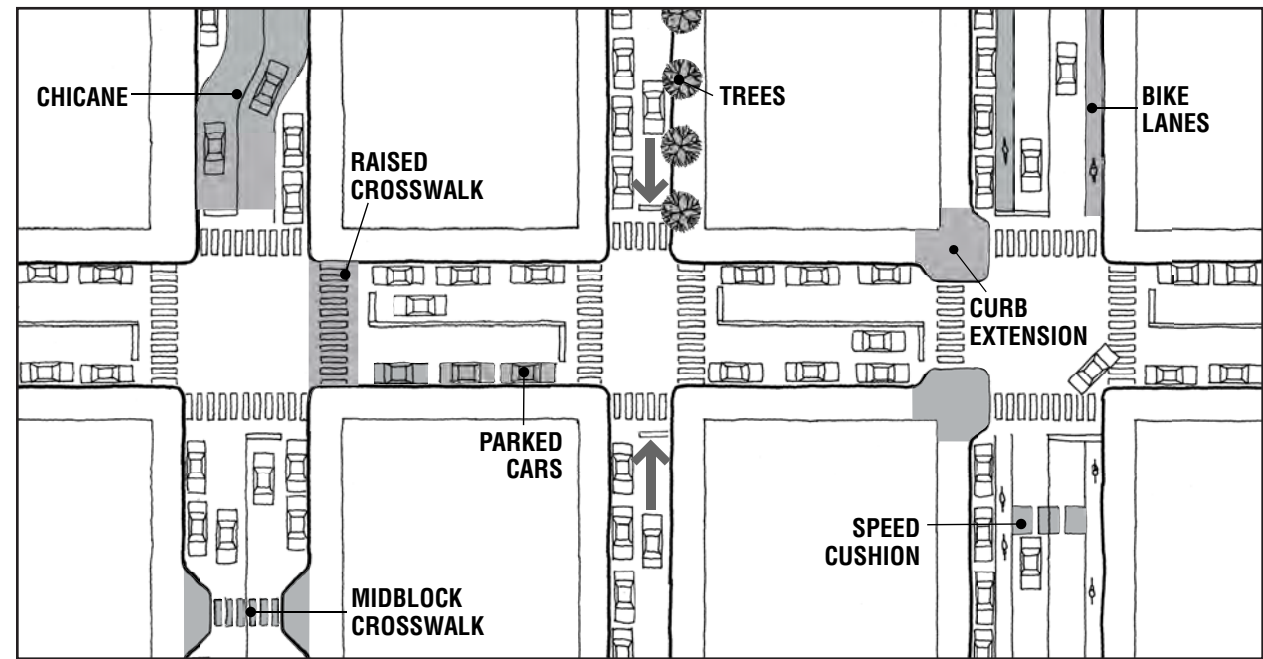 CHICANE
TREES
BIKE
LANES
RAISED
CROSSWALK
CURB
EXTENSION
PARKED
CARS
SPEED
CUSHION
MIDBLOCK
CROSSWALK